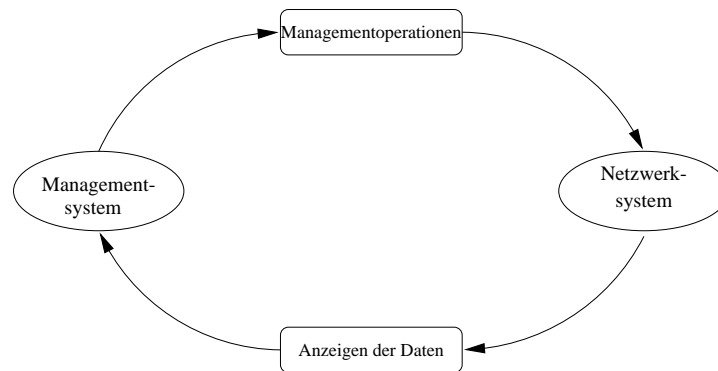 Managementoperationen
Management-
system
Netzwerk-
system
Anzeigen der Daten